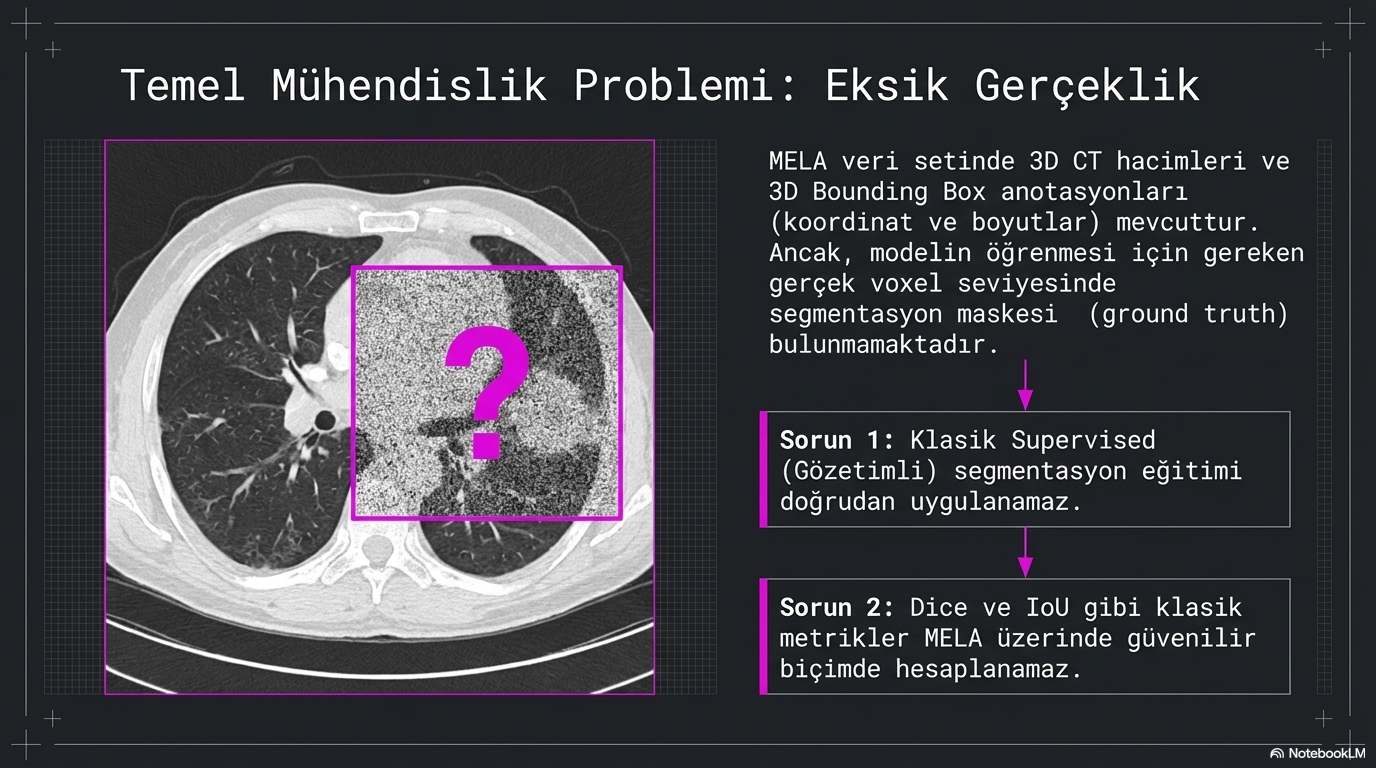 Temel Mühendislik Problemi: Eksik Gerçeklik
MELA veri setinde 3D CT hacimleri ve
3D Bounding Box anotasyonları
(koordinat ve boyutlar) mevcuttur.
Ancak, modelin öğrenmesi için gereken
gerçek voxel seviyesinde
segmentasyon maskesi (ground truth)
bulunmamaktadır.
?
Sorun 1: Klasik Supervised
(Gözetimli) segmentasyon eğitimi
doğrudan uygulanamaz.
Sorun 2: Dice ve IoU gibi klasik
metrikler MELA üzerinde güvenilir
biçimde hesaplanamaz.
NotebookLM